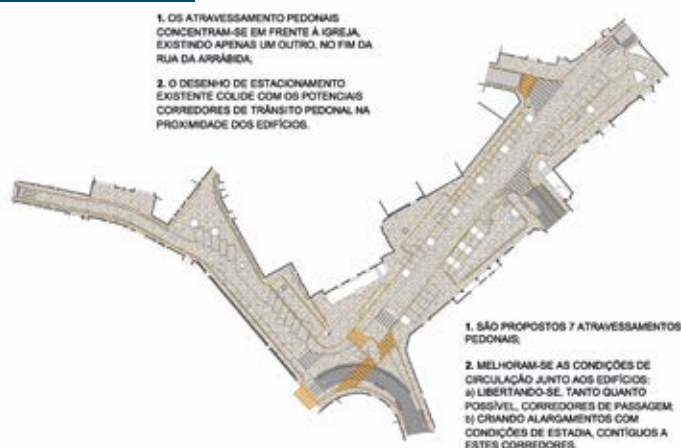 1. OS ATRAVESSAMENTO PEDONAIS
CONCENTRAM-SE EM FRENTE À IGREJA,
EXISTINDO APENAS UM OUTRO, NO FIM DA
RUA DA ARRÁBIDA;
2. O DESENHO DE ESTACIONAMENTO
EXISTENTE COLIDE COM OS POTENCIAIS
CORREDORES DE TRÂNSITO PEDONAL NA
PROXIMIDADE DOS EDIFÍCIOS.
1. SÃO PROPOSTOS 7 ATRAVESSAMENTOS
PEDONAIS;
2. MELHORAM-SE AS CONDIÇÕES DE
CIRCULAÇÃO JUNTO AOS EDIFÍCIOS:
a) LIBERTANDO-SE, TANTO QUANTO
POSSÍVEL, CORREDORES DE PASSAGEM;
b) CRIANDO ALARGAMENTOS COM
CONDIÇÕES DE ESTADIA, CONTÍGUOS A
ESTES CORREDORES.